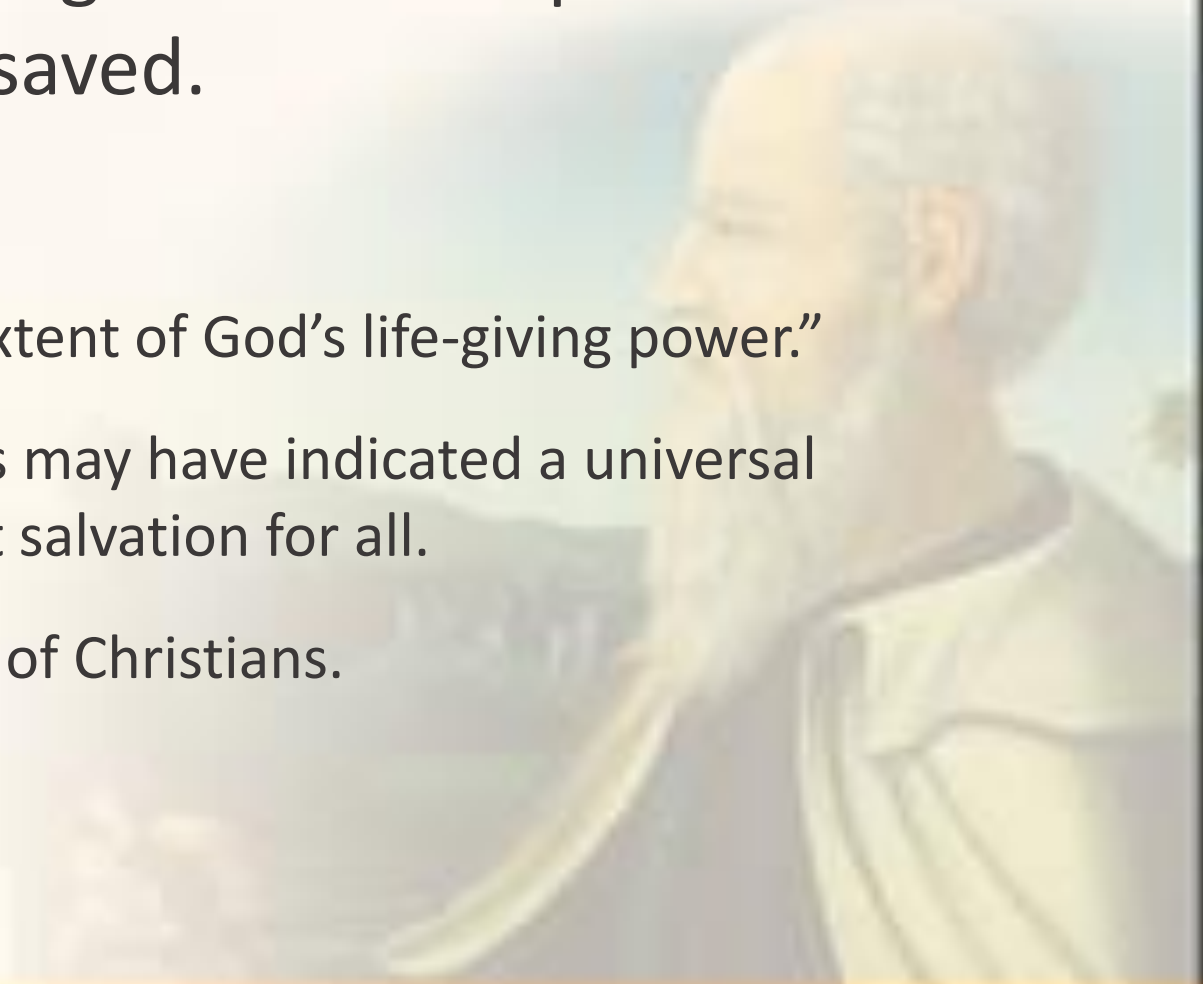 saved.
xtent of God’s life-giving power.”
s may have indicated a universal
t salvation for all.
of Christians.